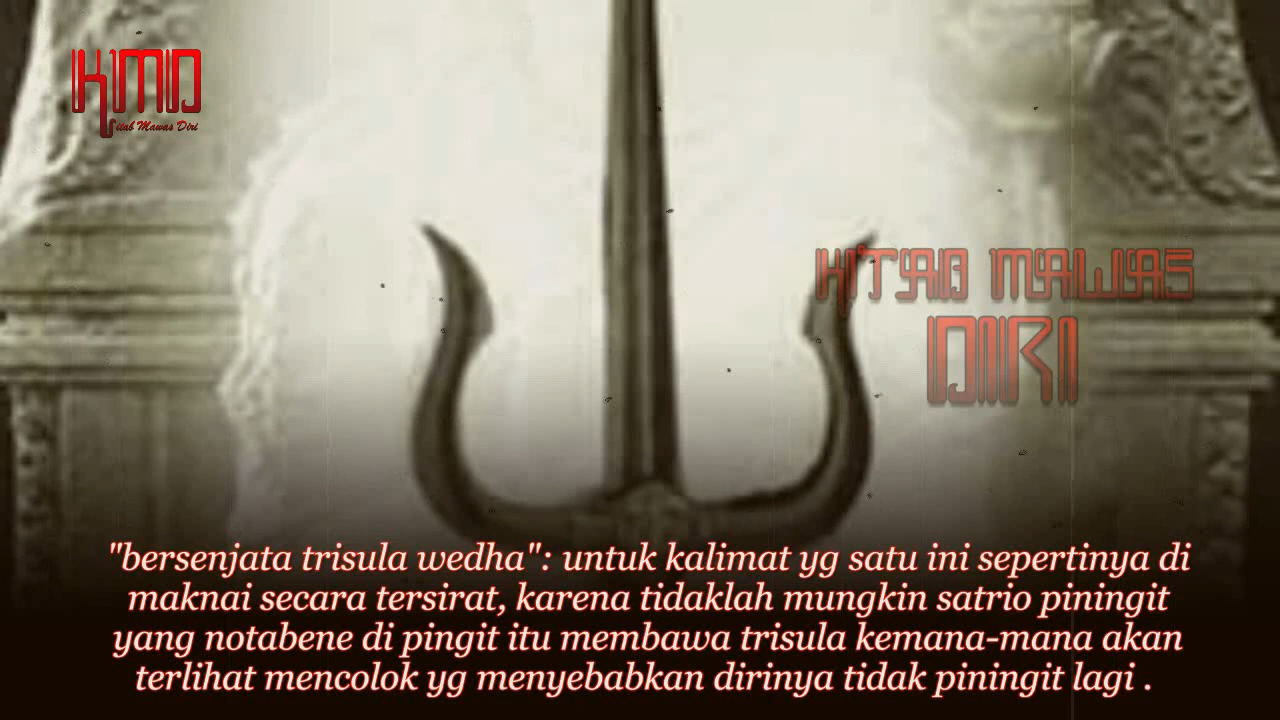 KMD
Kitab Mawas Diri
KITAB MAWAS
DIRI
"bersenjata trisula wedha": untuk kalimat yg satu ini sepertinya di
maknai secara tersirat, karena tidaklah mungkin satrio piningit
yang notabene di pingit itu membawa trisula kemana-mana akan
terlihat mencolok yg menyebabkan dirinya tidak piningit lagi .